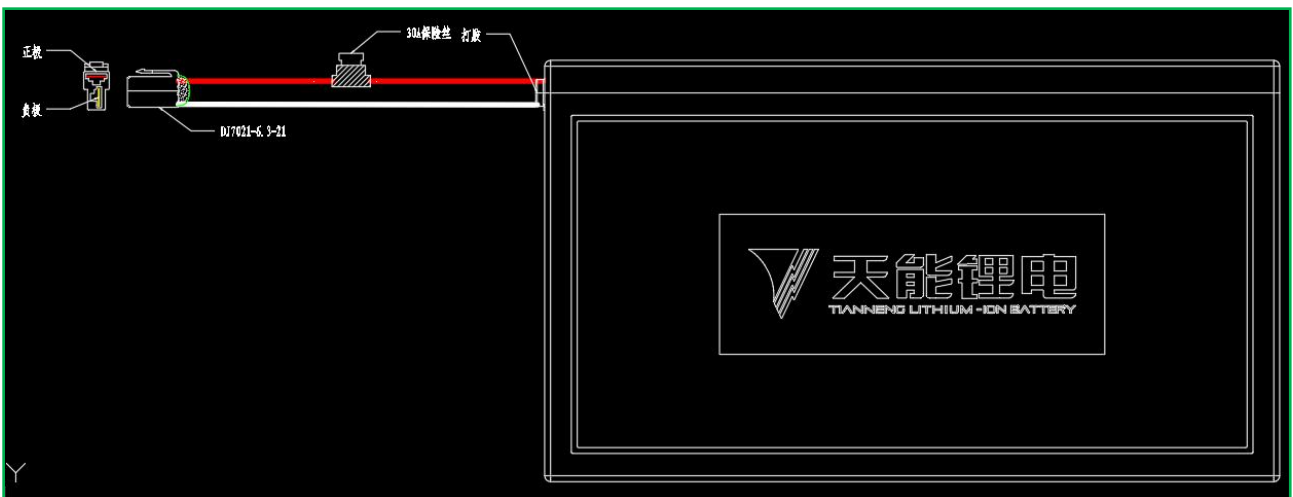 正极
30A保险丝
打胶
负极
DJ7021-6.3-21
天能锂电
TIANNENG LITHIUM-ION BATTERY
Y